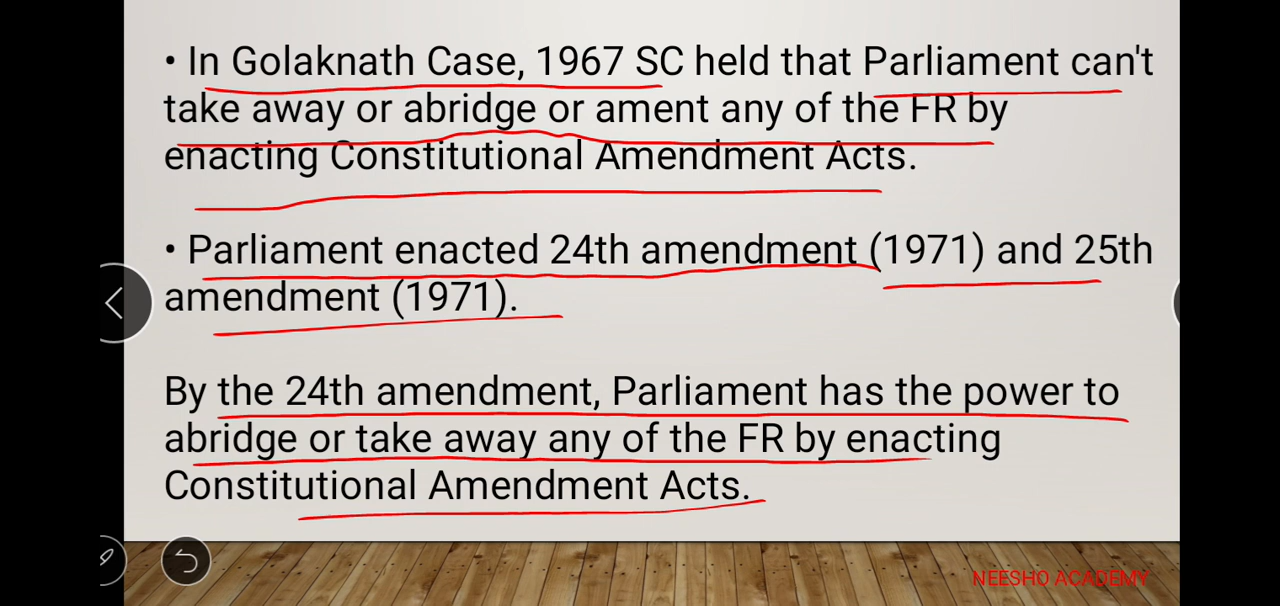 • In Golaknath Case, 1967 SC held that Parliament can't
take away or abridge or ament any of the FR by
enacting Constitutional Amendment Acts.
• Parliament enacted 24th amendment (1971) and 25th
amendment (1971).
By the 24th amendment, Parliament has the power to
abridge or take away any of the FR by enacting
Constitutional Amendment Acts.
NEESHO ACADEMY